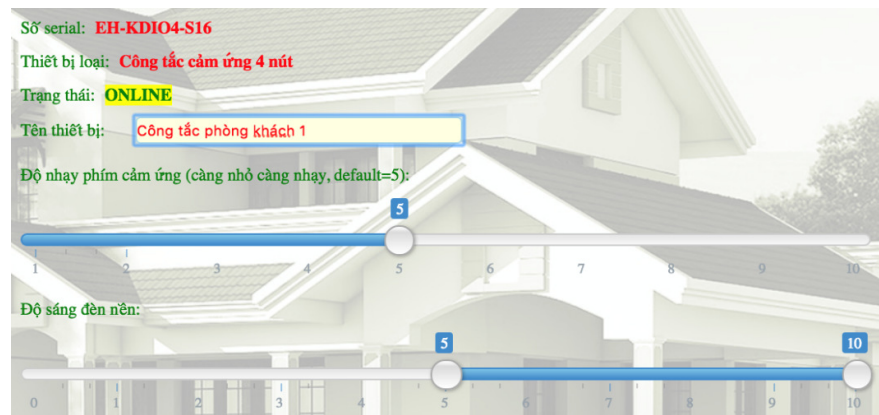 Số serial: EH-KDIO4-S16
Thiết bị loại: Công tắc cảm ứng 4 nút
Trạng thái: ONLINE
Tên thiết bị: Công tắc phòng khách 1
Độ nhạy phím cảm ứng (càng nhỏ càng nhạy, default=5):
5
1 2 3 4 5 6 7 8 9 10
Độ sáng đèn nền:
5 10
0 1 2 3 4 5 6 7 8 9 10